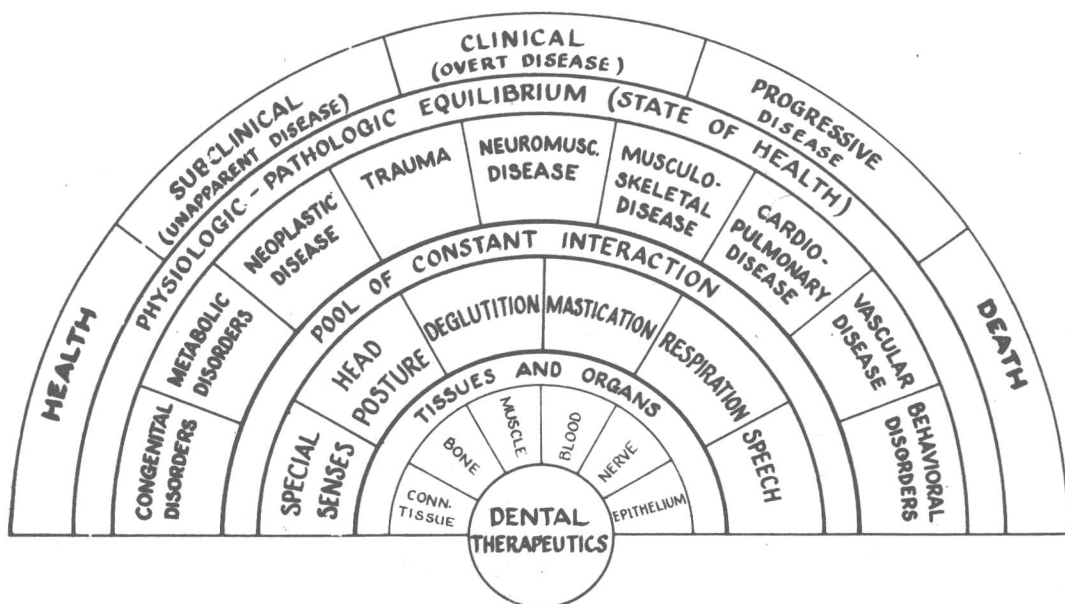 HEALTH
SUBCLINICAL
(UNAPPARENT DISEASE)
CLINICAL
(OVERT DISEASE)
PROGRESSIVE
DISEASE
DEATH
PHYSIOLOGIC - PATHOLOGIC EQUILIBRIUM (STATE OF HEALTH)
CONGENITAL
DISORDERS
METABOLIC
DISORDERS
NEOPLASTIC
DISEASE
TRAUMA
NEUROMUSC.
DISEASE
MUSCULO-
SKELETAL
DISEASE
CARDIO-
PULMONARY
DISEASE
VASCULAR
DISEASE
BEHAVIORAL
DISORDERS
POOL OF CONSTANT INTERACTION
SPECIAL
SENSES
HEAD
POSTURE
DEGLUTITION
MASTICATION
RESPIRATION
SPEECH
TISSUES AND ORGANS
CONN.
TISSUE
BONE
MUSCLE
BLOOD
NERVE
EPITHELIUM
DENTAL
THERAPEUTICS